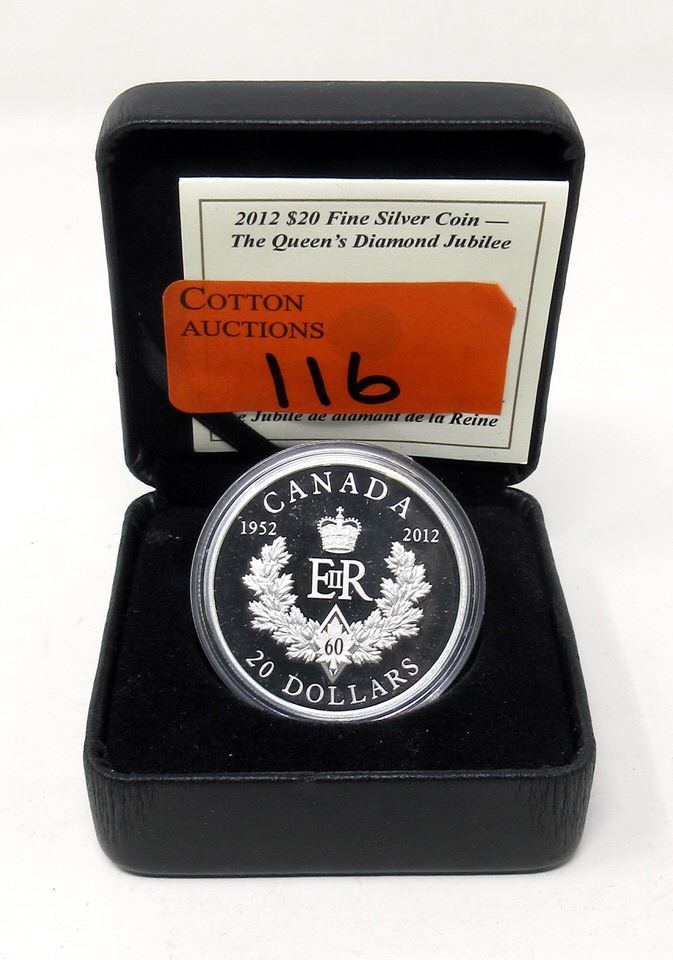 2012 $20 Fine Silver Coin —
The Queen's Diamond Jubilee
COTTON
AUCTIONS
116
Jubilé de diamant de la Reine
CANADA
1952 2012
EIIR
60
20 DOLLARS